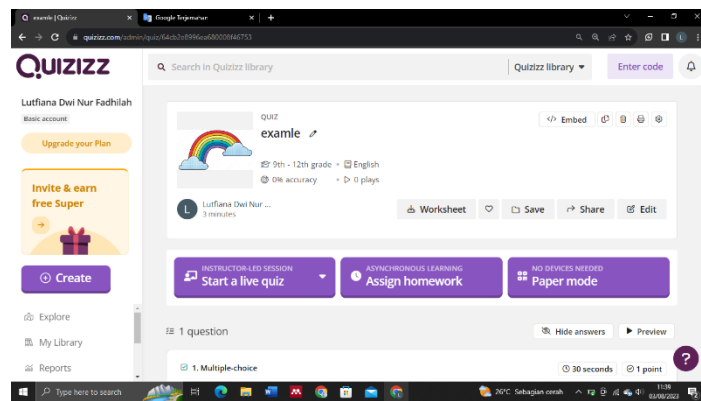 examle | Quizizz
Google Terjemahan
quizizz.com/admin/quiz/64cb2e8996ea680008f46753
QUIZIZZ
Search in Quizizz library
Quizizz library
Enter code
Lutfiana Dwi Nur Fadhilah
Basic account
Upgrade your Plan
Invite & earn
free Super
Create
Explore
My Library
Reports
QUIZ
examle
9th - 12th grade
English
0% accuracy
0 plays
Embed
L
Lutfiana Dwi Nur ...
3 minutes
Worksheet
Save
Share
Edit
INSTRUCTOR-LED SESSION
Start a live quiz
ASYNCHRONOUS LEARNING
Assign homework
NO DEVICES NEEDED
Paper mode
1 question
Hide answers
Preview
1. Multiple-choice
30 seconds
1 point
?
Type here to search
26°C Sebagian cerah
11:59
03/08/2023